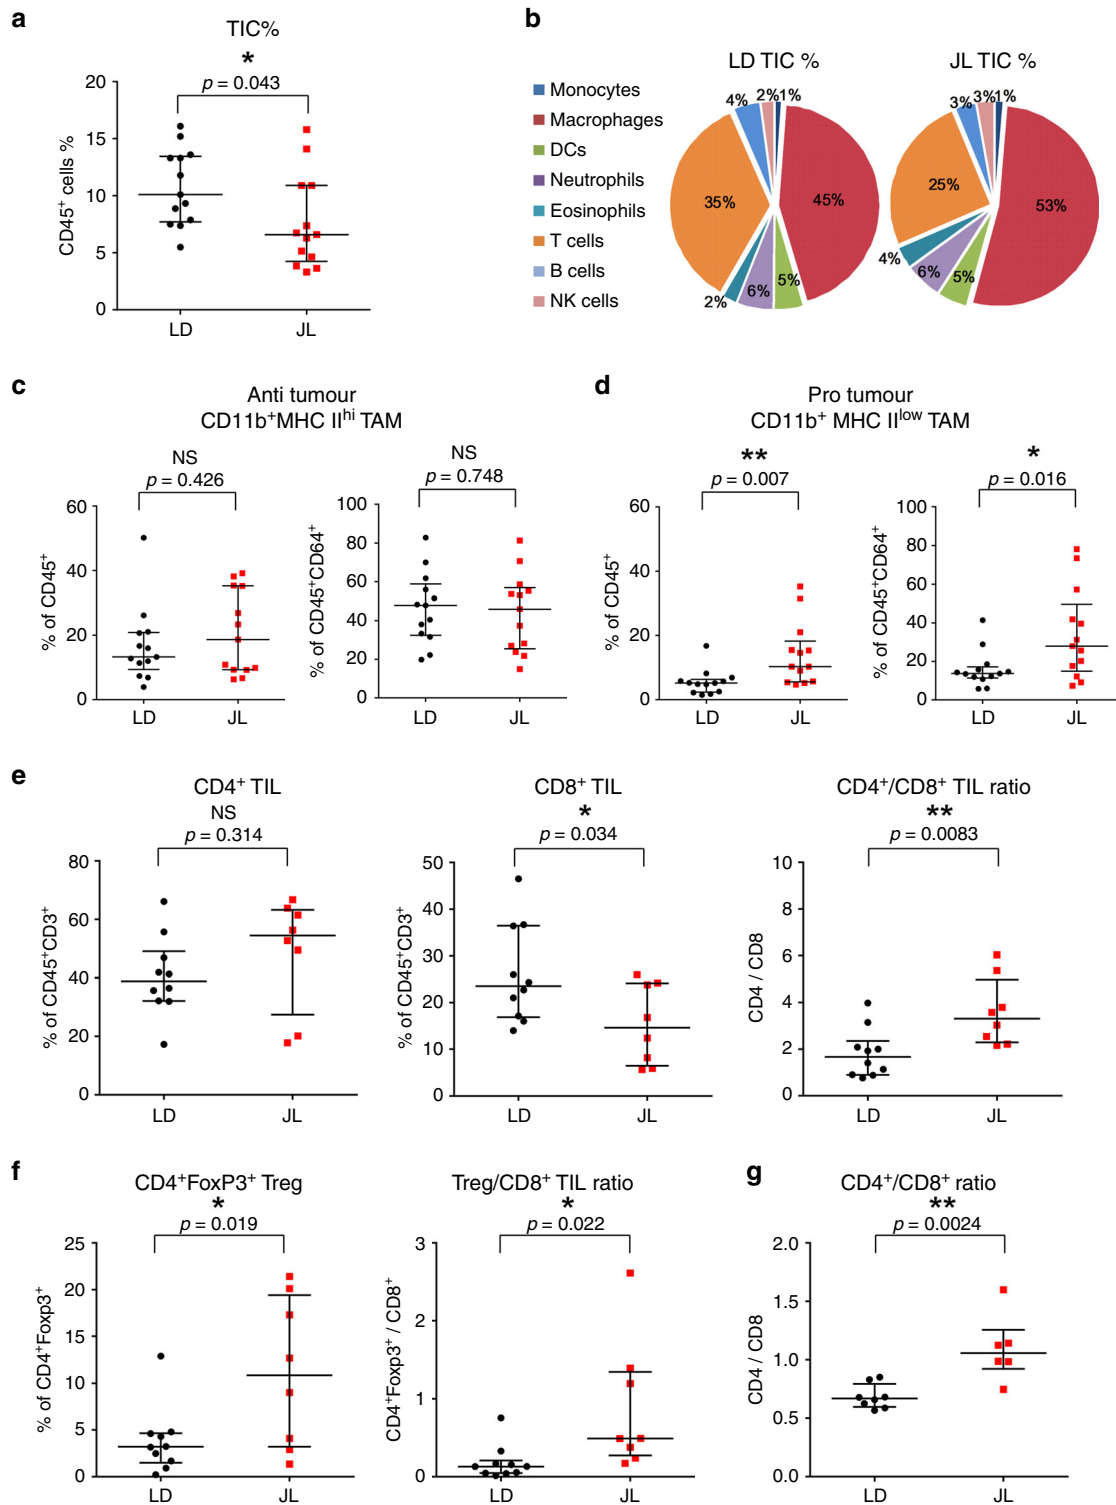 a
TIC%
*
p = 0.043
20
15
10
5
0
CD45+ cells %
LD
JL
b
LD TIC %
JL TIC %
Monocytes
Macrophages
DCs
Neutrophils
Eosinophils
T cells
B cells
NK cells
4%
2%
1%
35%
45%
2%
6%
5%
3%
3%
1%
25%
53%
4%
6%
5%
c
Anti tumour
CD11b+MHC IIhi TAM
NS
p = 0.426
60
40
20
0
% of CD45+
LD
JL
NS
p = 0.748
100
80
60
40
20
0
% of CD45+CD64+
LD
JL
d
Pro tumour
CD11b+ MHC IIlow TAM
**
p = 0.007
60
40
20
0
% of CD45+
LD
JL
*
p = 0.016
100
80
60
40
20
0
% of CD45+CD64+
LD
JL
e
CD4+ TIL
NS
p = 0.314
80
60
40
20
0
% of CD45+CD3+
LD
JL
CD8+ TIL
*
p = 0.034
50
40
30
20
10
0
% of CD45+CD3+
LD
JL
CD4+/CD8+ TIL ratio
**
p = 0.0083
10
8
6
4
2
0
CD4 / CD8
LD
JL
f
CD4+FoxP3+ Treg
*
p = 0.019
25
20
15
10
5
0
% of CD4+Foxp3+
LD
JL
Treg/CD8+ TIL ratio
*
p = 0.022
3
2
1
0
CD4+Foxp3+ / CD8+
LD
JL
g
CD4+/CD8+ ratio
**
p = 0.0024
2.0
1.5
1.0
0.5
0.0
CD4 / CD8
LD
JL